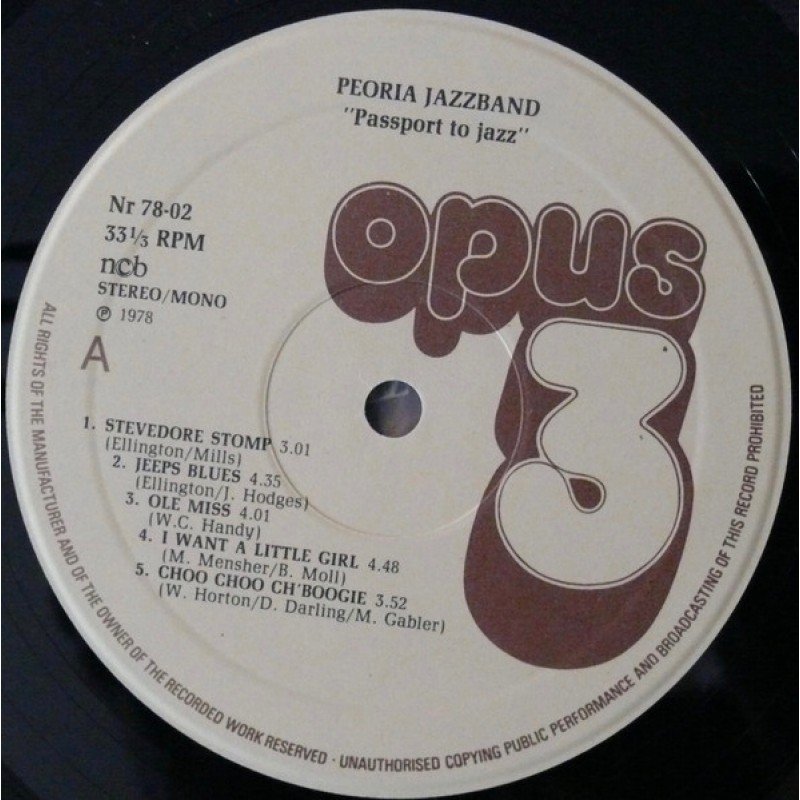 PEORIA JAZZBAND
"Passport to jazz"
opus
3
Nr 78-02
33 1/3 RPM
ncb
STEREO/MONO
℗ 1978
A
1. STEVEDORE STOMP 3.01
(Ellington/Mills)
2. JEEPS BLUES 4.35
(Ellington/J. Hodges)
3. OLE MISS 4.01
(W.C. Handy)
4. I WANT A LITTLE GIRL 4.48
(M. Mensher/B. Moll)
5. CHOO CHOO CH'BOOGIE 3.52
(W. Horton/D. Darling/M. Gabler)
ALL RIGHTS OF THE MANUFACTURER AND OF THE OWNER OF THE RECORDED WORK RESERVED · UNAUTHORISED COPYING PUBLIC PERFORMANCE AND BROADCASTING OF THIS RECORD PROHIBITED